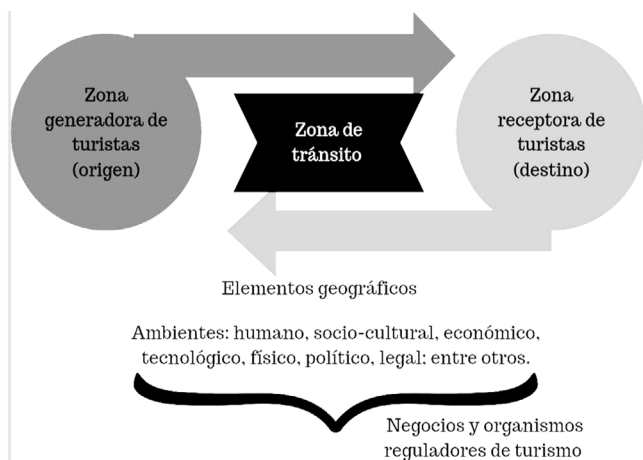 Zona
generadora de
turistas
(origen)
Zona de
tránsito
Zona
receptora de
turistas
(destino)
Elementos geográficos
Ambientes: humano, socio-cultural, económico,
tecnológico, físico, político, legal; entre otros.
Negocios y organismos
reguladores de turismo